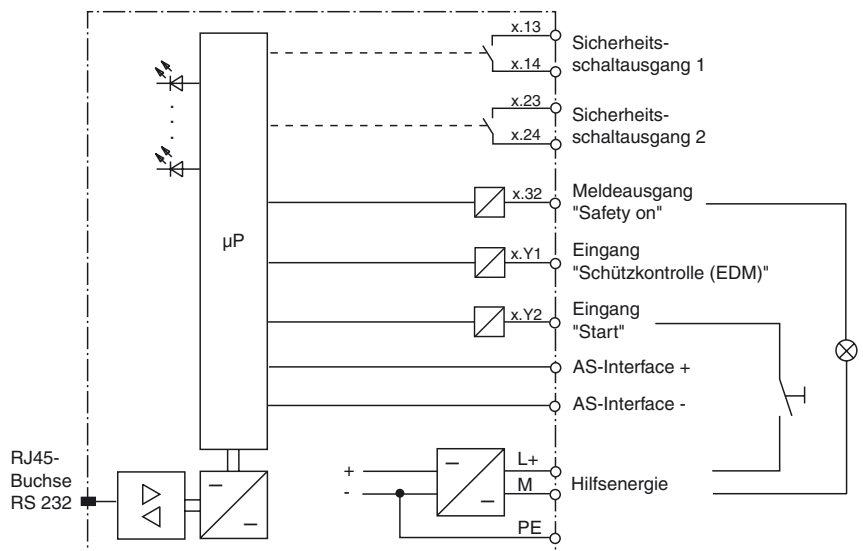 x.13
Sicherheits-
schaltausgang 1
x.14
x.23
Sicherheits-
schaltausgang 2
x.24
x.32
Meldeausgang
"Safety on"
µP
x.Y1
Eingang
"Schützkontrolle (EDM)"
x.Y2
Eingang
"Start"
AS-Interface +
AS-Interface -
RJ45-
Buchse
RS 232
+
-
L+
M
Hilfsenergie
PE